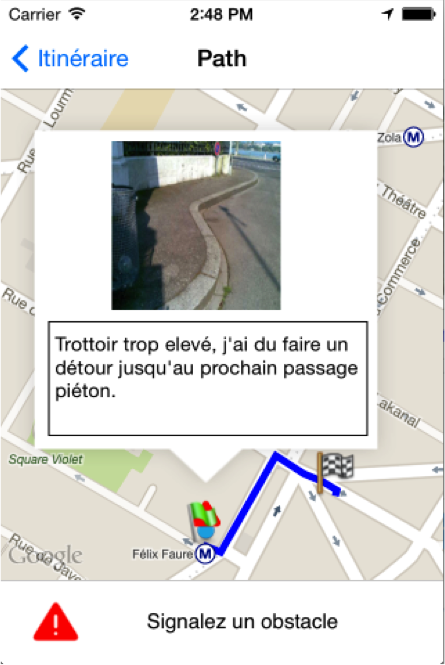 Carrier 2:48 PM
Itinéraire Path
Rue Lourm
Zola M
Théâtre
Commerce
Rue
Trottoir trop elevé, j'ai du faire un
détour jusqu'au prochain passage
piéton.
akanal
Square Violet
Rue de Jave
Google
Félix Faure M
Signalez un obstacle